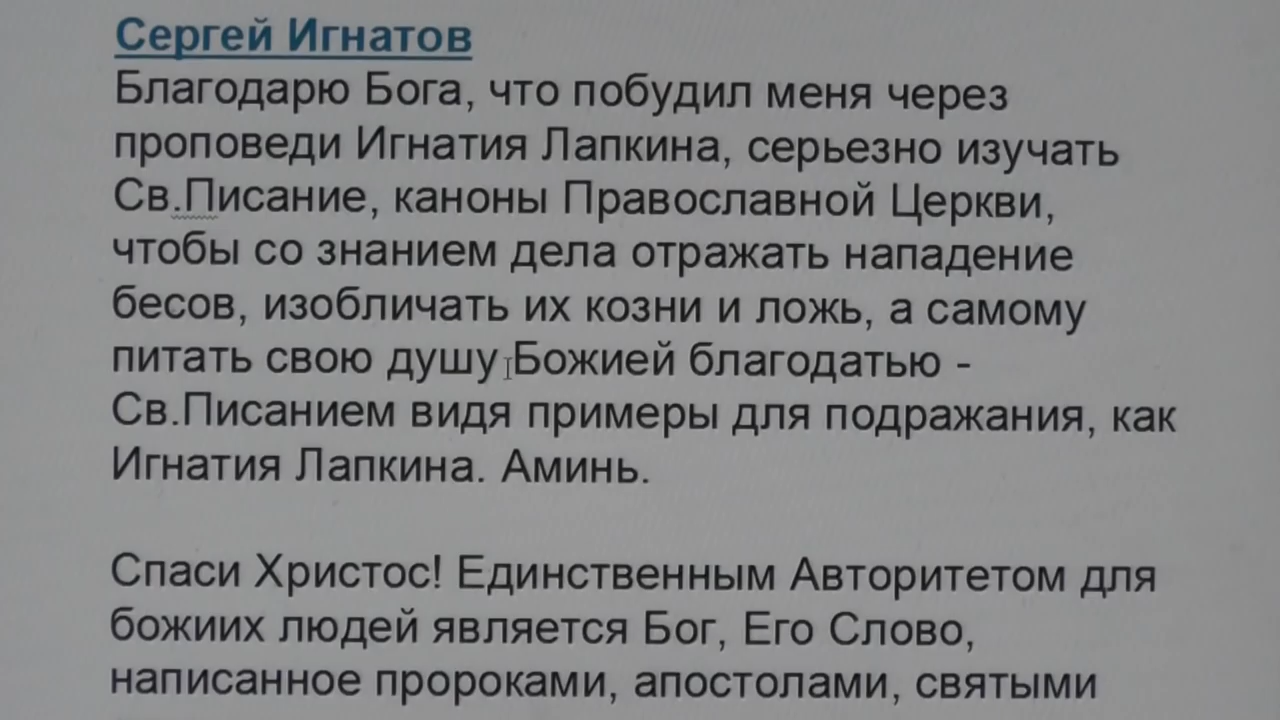 Сергей Игнатов
Благодарю Бога, что побудил меня через
проповеди Игнатия Лапкина, серьезно изучать
Св.Писание, каноны Православной Церкви,
чтобы со знанием дела отражать нападение
бесов, изобличать их козни и ложь, а самому
питать свою душу Божией благодатью -
Св.Писанием видя примеры для подражания, как
Игнатия Лапкина. Аминь.
Спаси Христос! Единственным Авторитетом для
божиих людей является Бог, Его Слово,
написанное пророками, апостолами, святыми